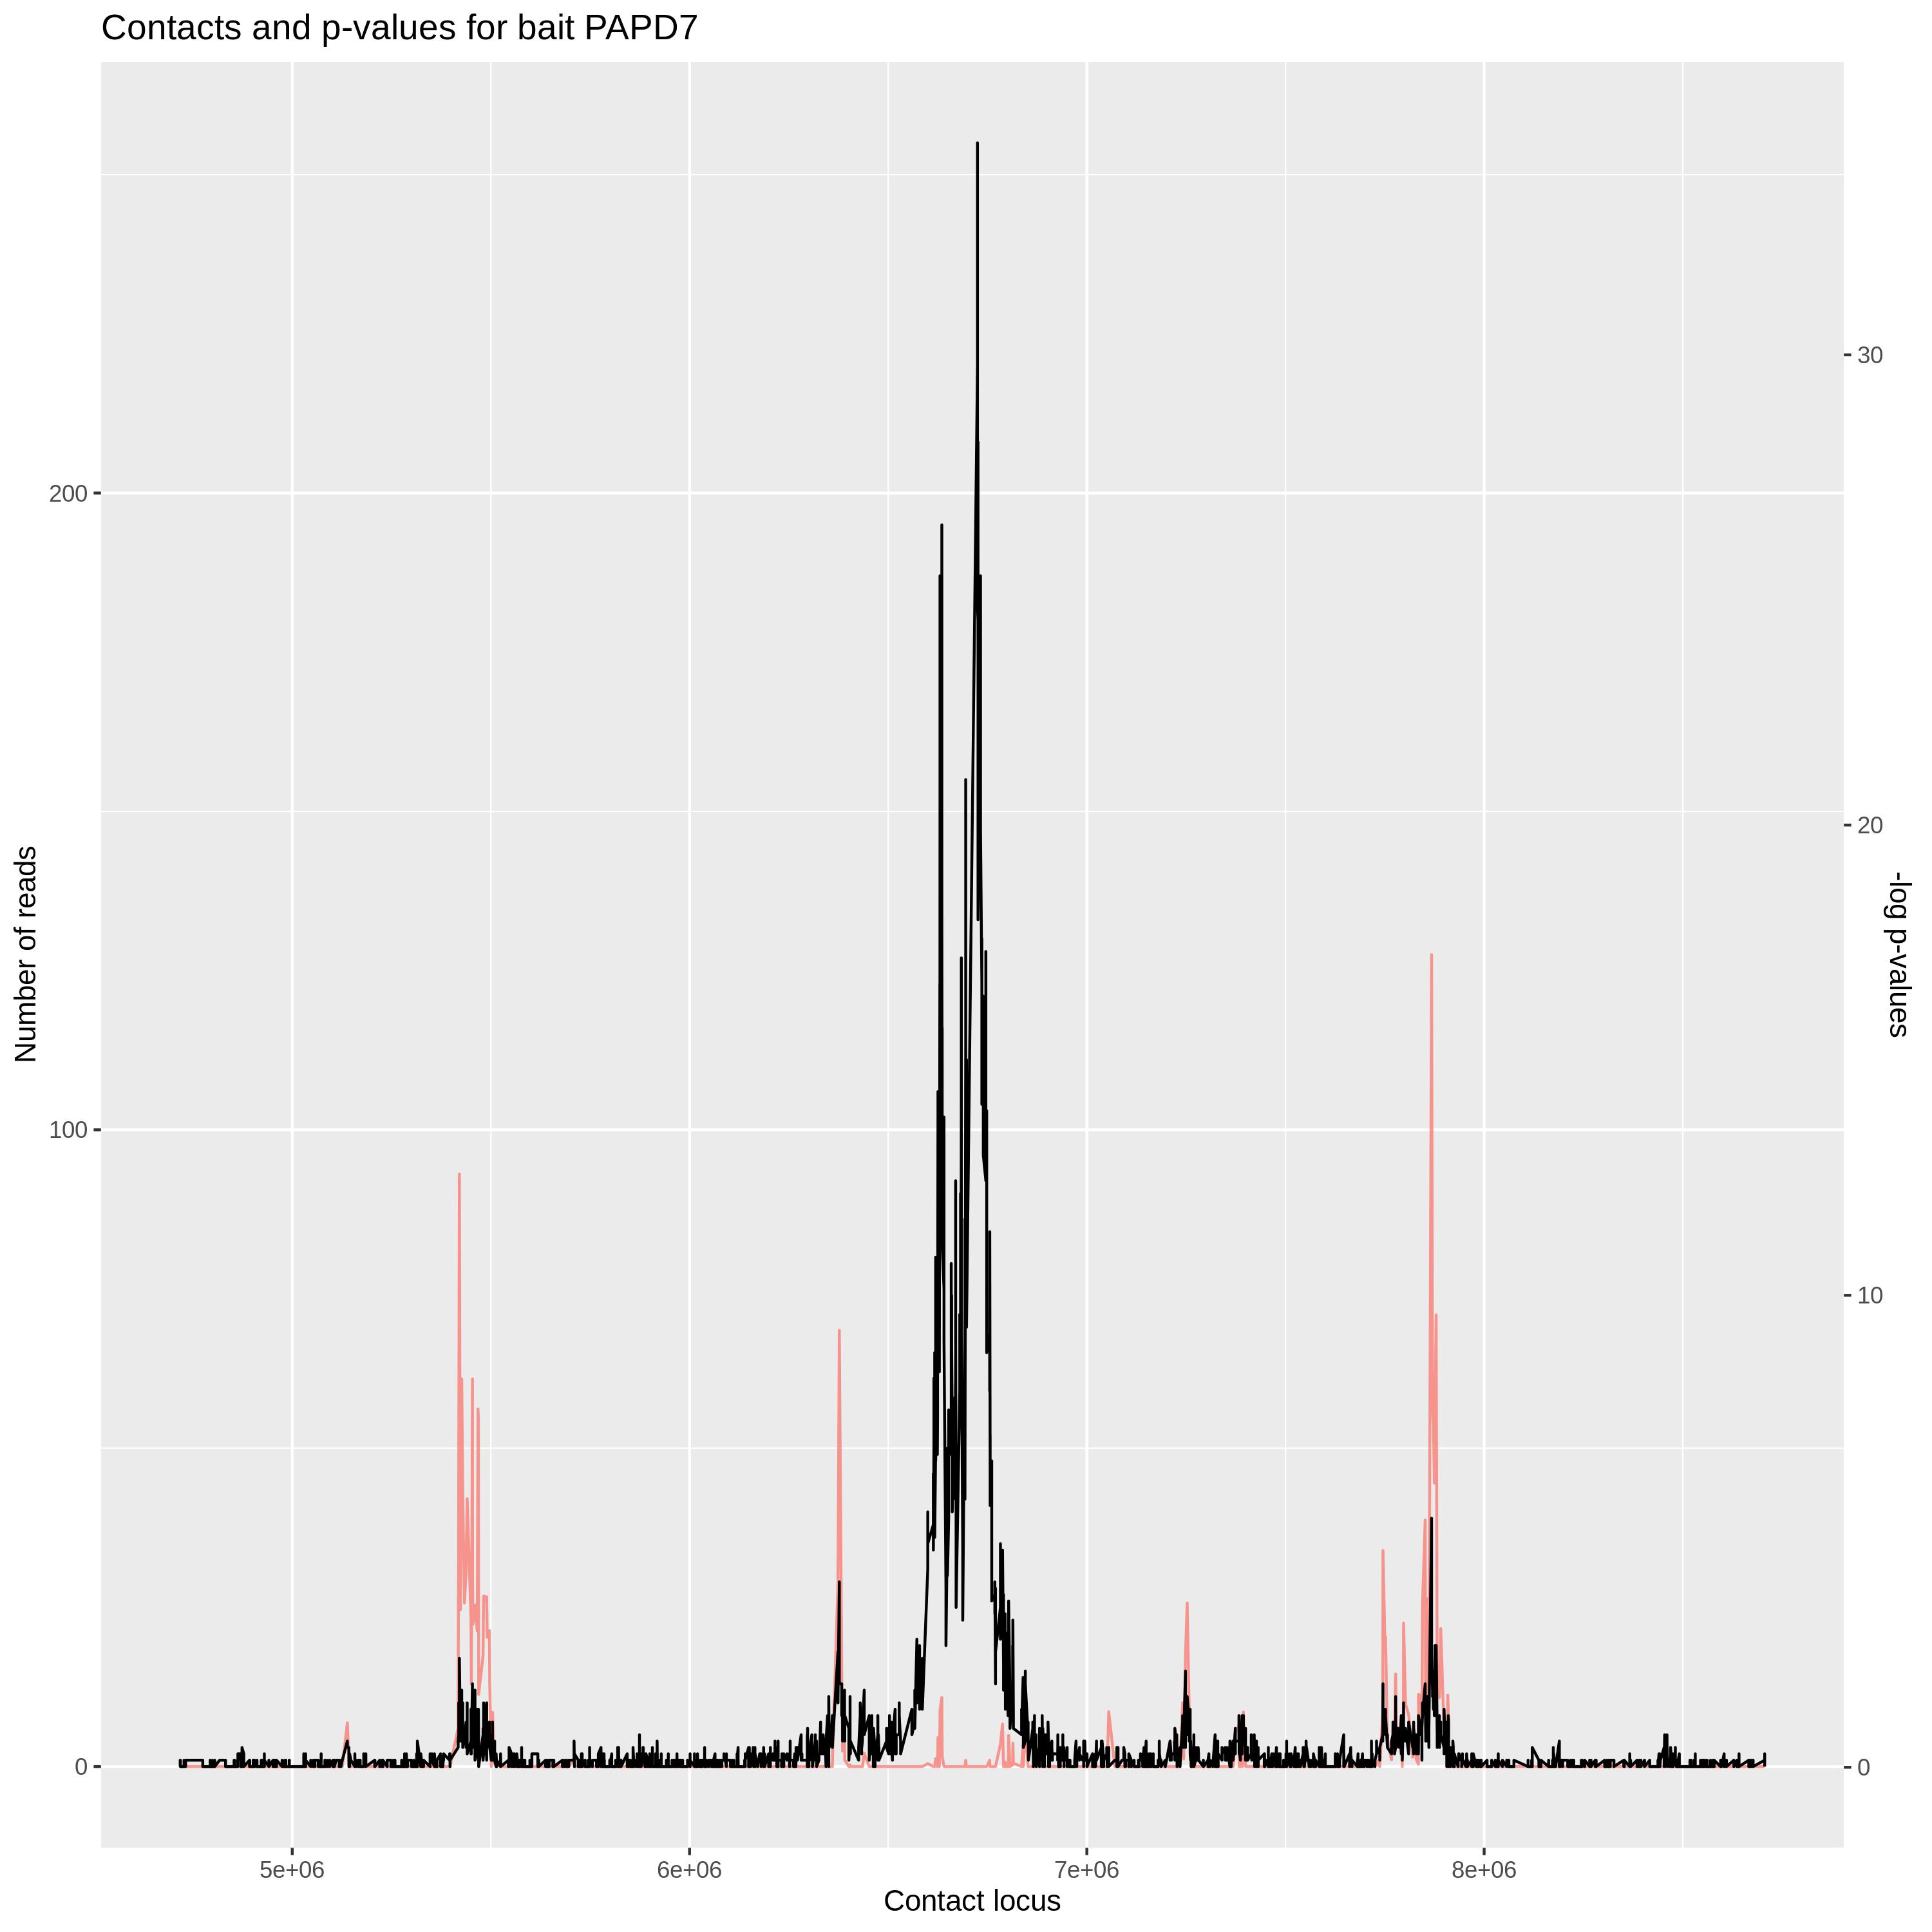 Contacts and p-values for bait PAPD7
Number of reads
200
100
0
30
20
10
0
-log p-values
5e+06
6e+06
7e+06
8e+06
Contact locus